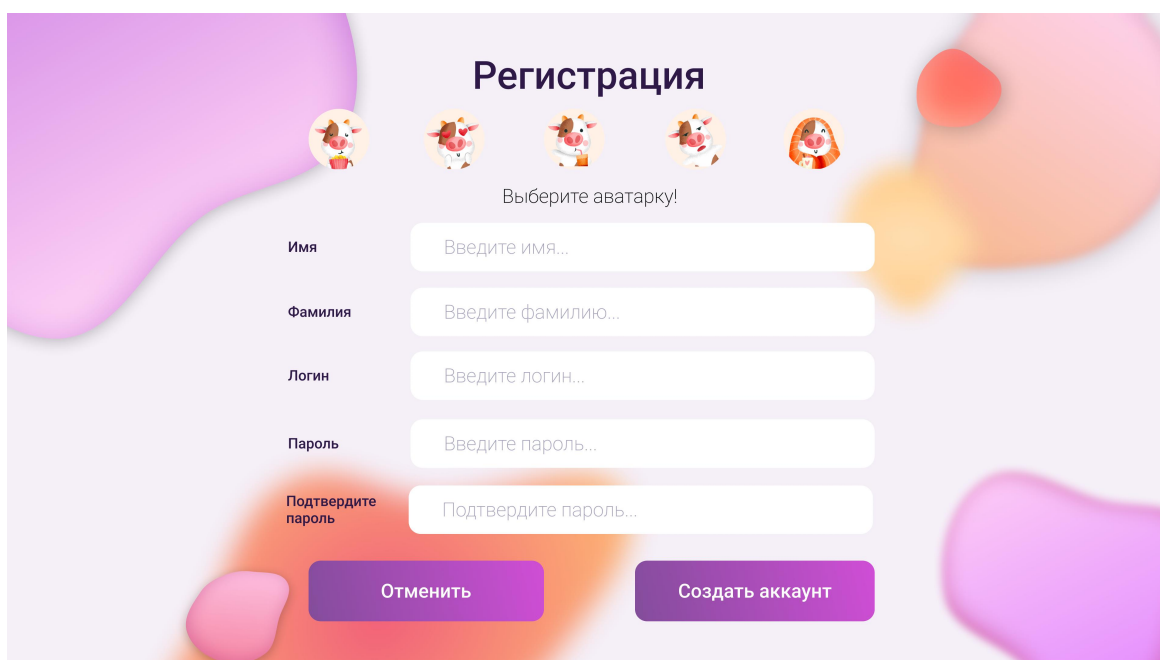 Регистрация
Выберите аватарку!
Имя
Введите имя...
Фамилия
Введите фамилию...
Логин
Введите логин...
Пароль
Введите пароль...
Подтвердите
пароль
Подтвердите пароль...
Отменить
Создать аккаунт